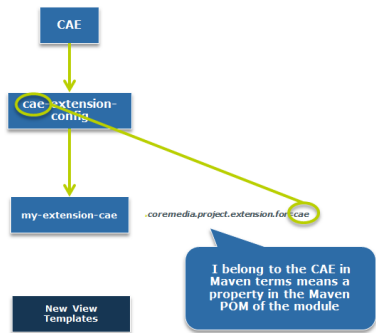 CAE
cae-extension-
config
my-extension-cae
coremedia.project.extension.for=cae
I belong to the CAE in
Maven terms means a
property in the Maven
POM of the module
New View
Templates